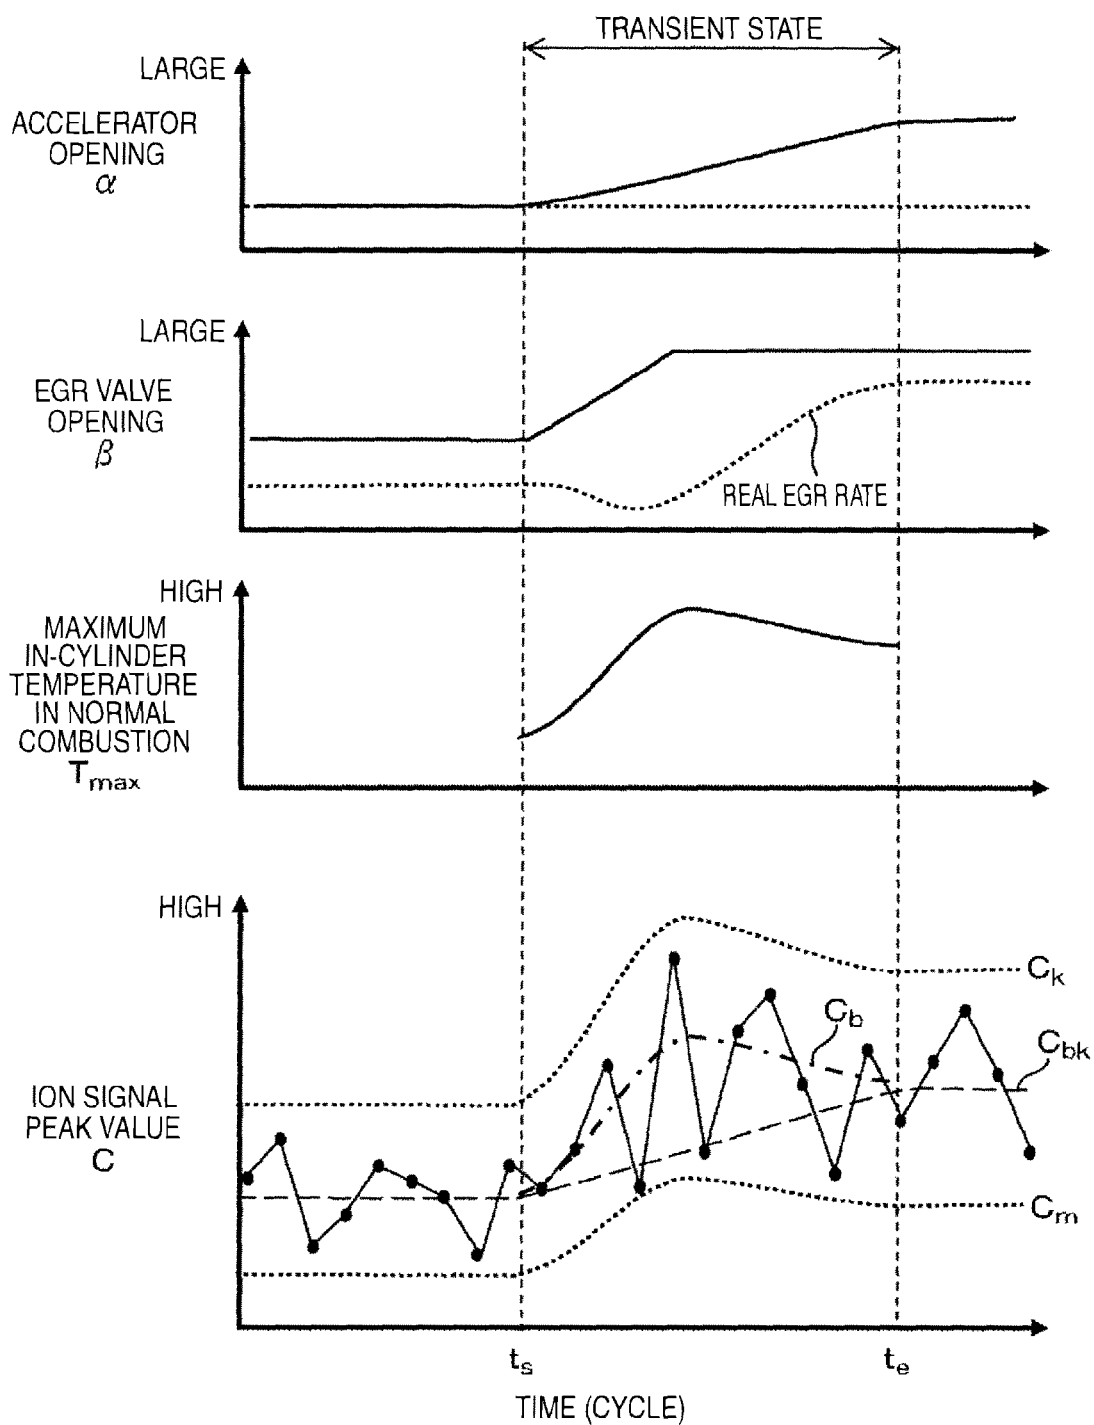 TRANSIENT STATE
LARGE
ACCELERATOR
OPENING
α
LARGE
EGR VALVE
OPENING
β
REAL EGR RATE
HIGH
MAXIMUM
IN-CYLINDER
TEMPERATURE
IN NORMAL
COMBUSTION
Tmax
HIGH
ION SIGNAL
PEAK VALUE
C
Ck
Cb
Cbk
Cm
ts
te
TIME (CYCLE)